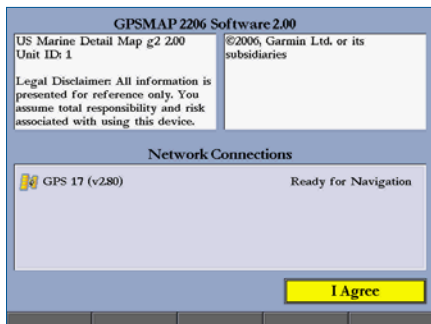 GPSMAP 2206 Software 2.00
US Marine Detail Map g2 2.00
Unit ID: 1
Legal Disclaimer: All information is
presented for reference only. You
assume total responsibility and risk
associated with using this device.
©2006, Garmin Ltd. or its
subsidiaries
Network Connections
GPS 17 (v2.80) Ready for Navigation
I Agree